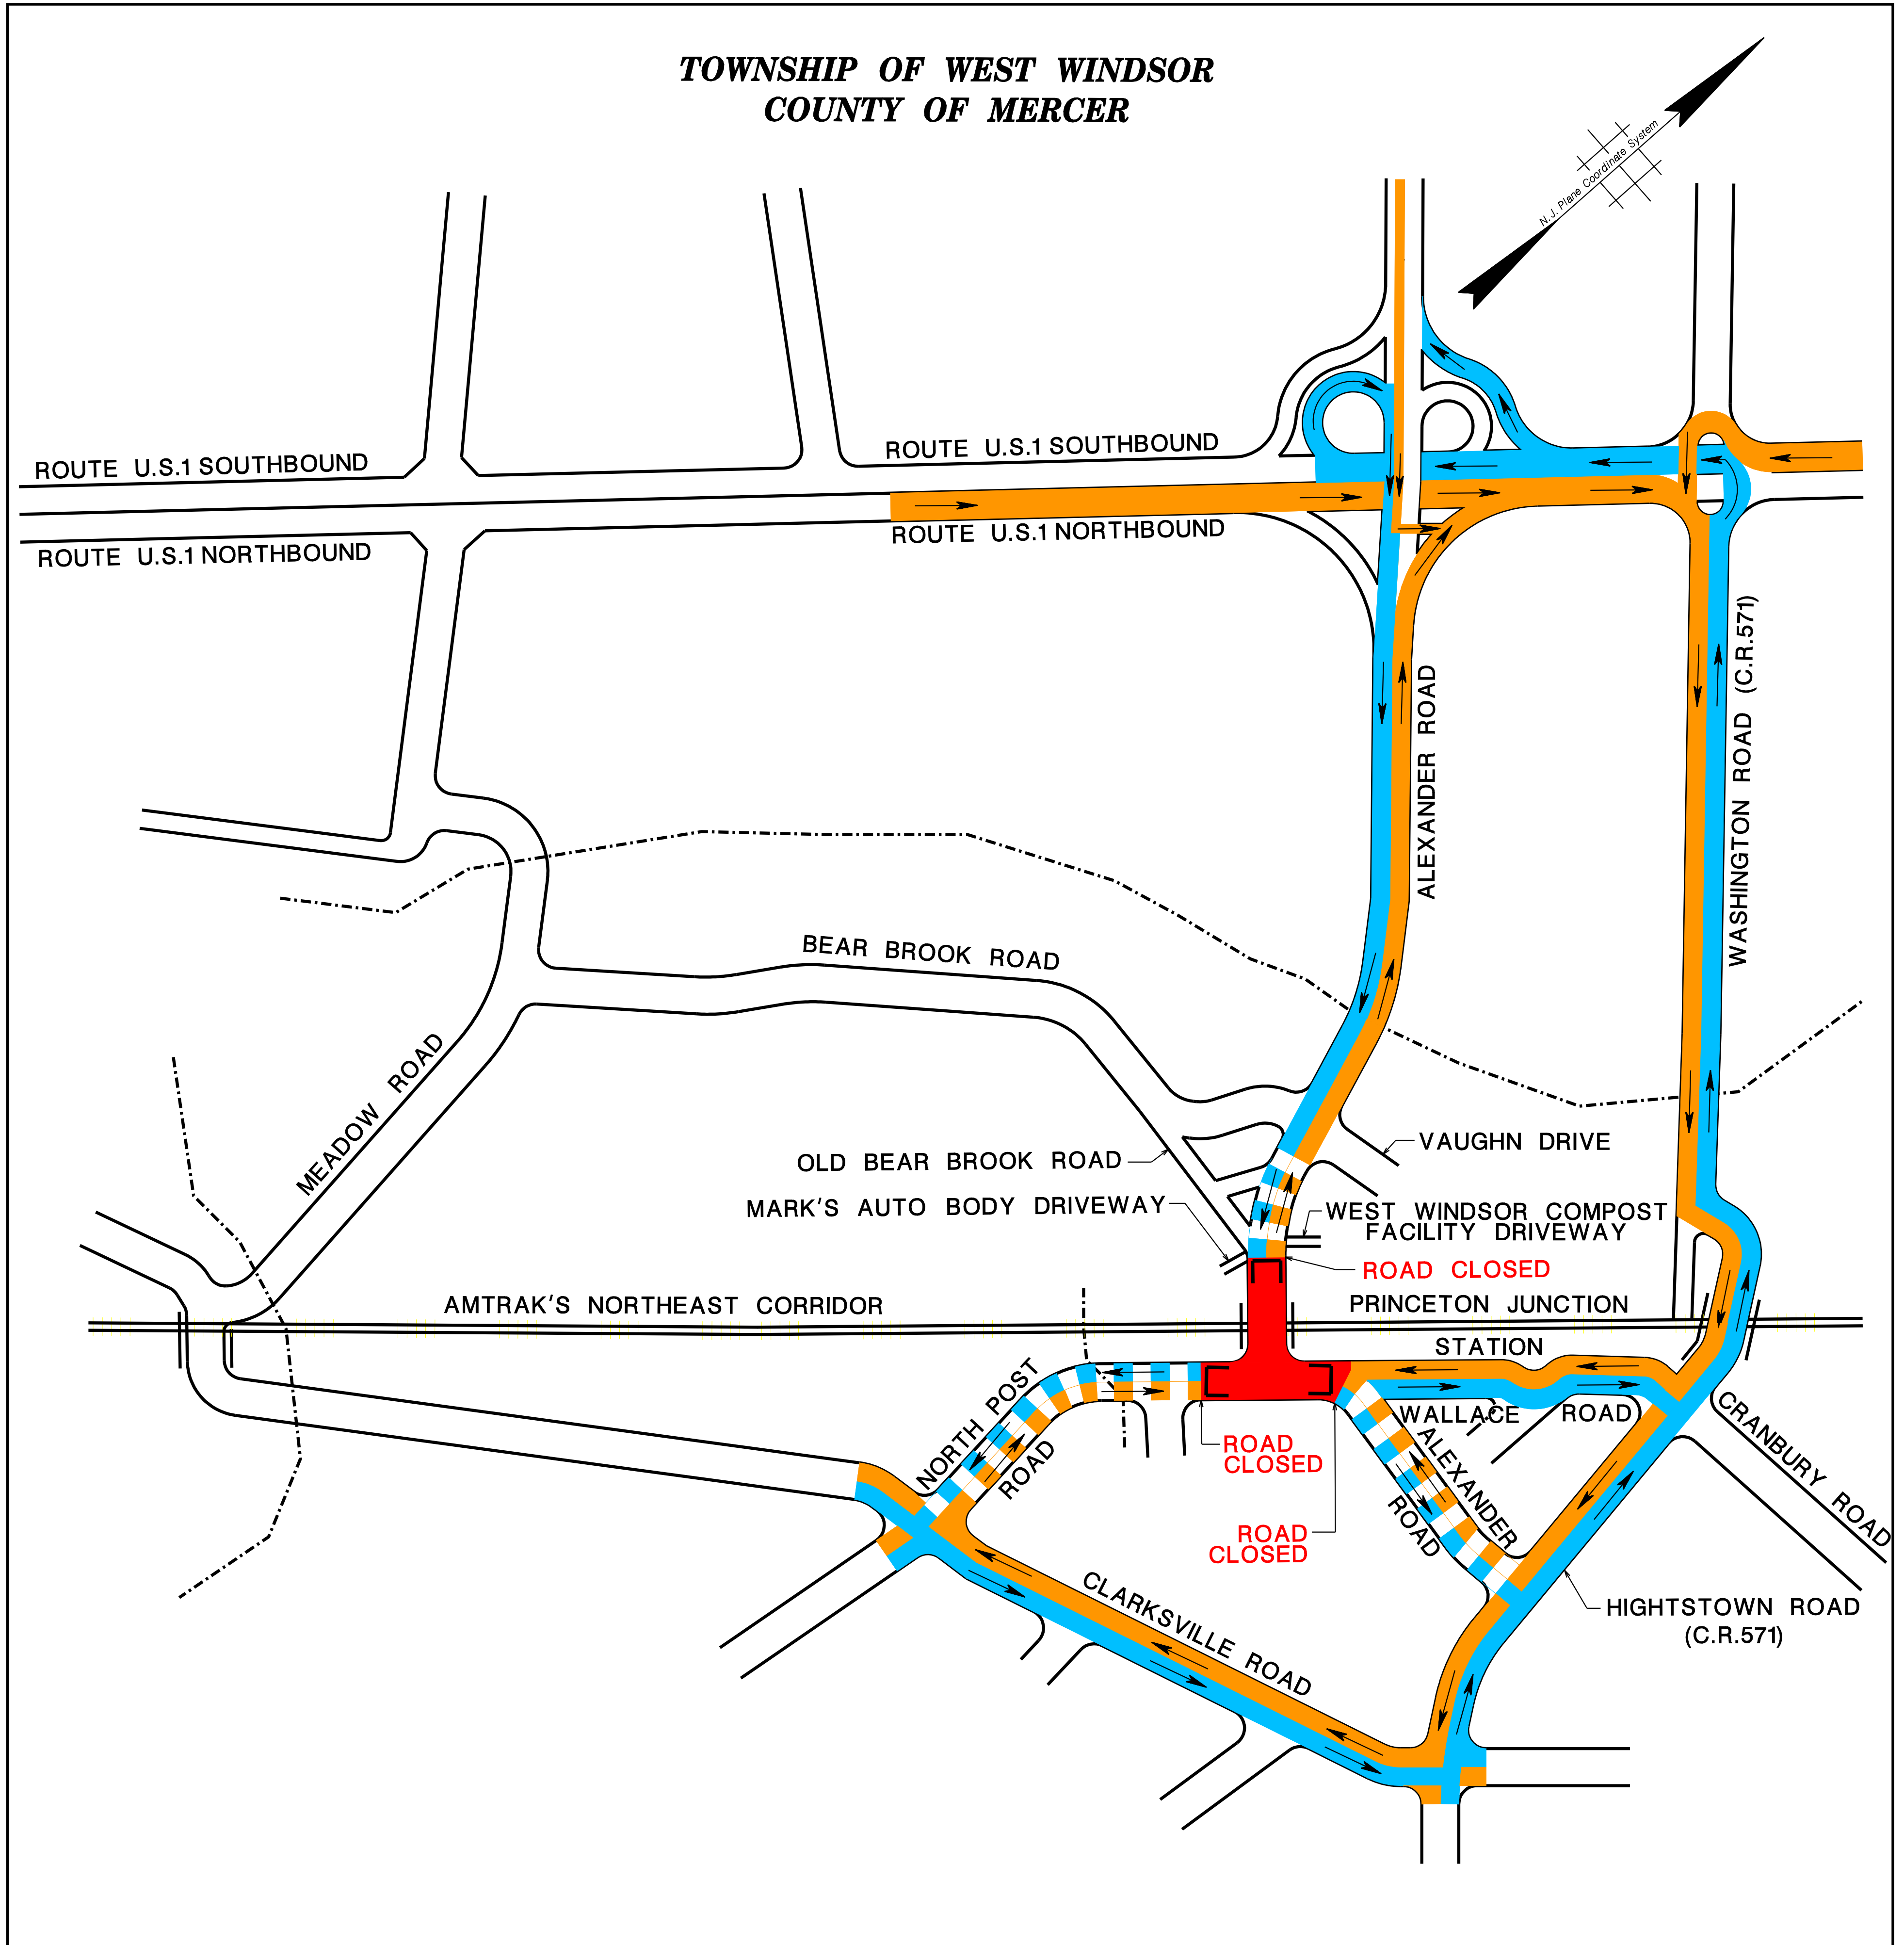 TOWNSHIP OF WEST WINDSOR
COUNTY OF MERCER
N.J. Plane Coordinate System
ROUTE U.S.1 SOUTHBOUND
ROUTE U.S.1 SOUTHBOUND
ROUTE U.S.1 NORTHBOUND
ROUTE U.S.1 NORTHBOUND
ALEXANDER ROAD
WASHINGTON ROAD (C.R.571)
BEAR BROOK ROAD
MEADOW ROAD
VAUGHN DRIVE
OLD BEAR BROOK ROAD
MARK'S AUTO BODY DRIVEWAY
WEST WINDSOR COMPOST
FACILITY DRIVEWAY
ROAD CLOSED
AMTRAK'S NORTHEAST CORRIDOR
PRINCETON JUNCTION
STATION
NORTH POST
ROAD
WALLACE ROAD
CRANBURY ROAD
ROAD
CLOSED
ALEXANDER
ROAD
ROAD
CLOSED
CLARKSVILLE ROAD
HIGHTSTOWN ROAD
(C.R.571)